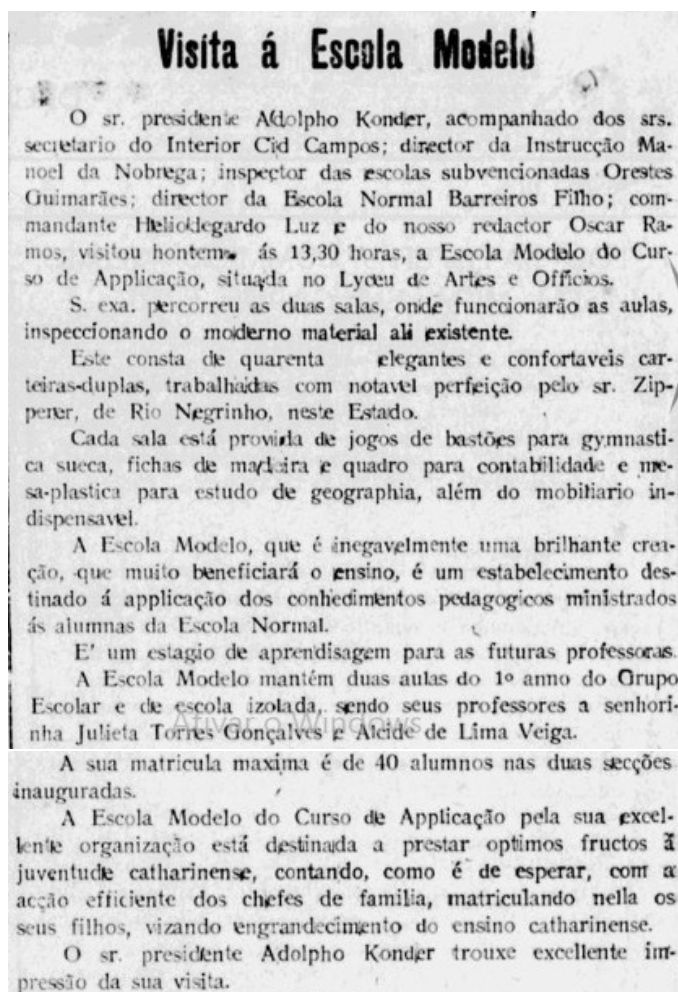 Visita á Escola Modelo
O sr. presidente Adolpho Konder, acompanhado dos srs.
secretario do Interior Cid Campos; director da Instrucção Ma-
noel da Nobrega; inspector das escolas subvencionadas Orestes
Guimarães; director da Escola Normal Barreiros Filho; com-
mandante Heliodegardo Luz e do nosso redactor Oscar Ra-
mos, visitou hontem ás 13,30 horas, a Escola Modelo do Cur-
so de Applicação, situada no Lyceu de Artes e Officios.
S. exa. percorreu as duas salas, onde funccionarão as aulas,
inspeccionando o moderno material ali existente.
Este consta de quarenta elegantes e confortaveis car-
teiras-duplas, trabalhadas com notavel perfeição pelo sr. Zip-
perer, de Rio Negrinho, neste Estado.
Cada sala está provida de jogos de bastões para gymnasti-
ca sueca, fichas de madeira e quadro para contabilidade e me-
sa-plastica para estudo de geographia, além do mobiliario in-
dispensavel.
A Escola Modelo, que é inegavelmente uma brilhante crea-
ção, que muito beneficiará o ensino, é um estabelecimento des-
tinado á applicação dos conhecimentos pedagogicos ministrados
ás alumnas da Escola Normal.
E' um estagio de aprendisagem para as futuras professoras.
A Escola Modelo mantém duas aulas do 1º anno do Grupo
Escolar e de escola izolada, sendo seus professores a senhori-
Ativar o Windows
nha Julieta Torres Gonçalves e Alcide de Lima Veiga.
A sua matricula maxima é de 40 alumnos nas duas secções
inauguradas.
A Escola Modelo do Curso de Applicação pela sua excel-
lente organização está destinada a prestar optimos fructos á
juventude catharinense, contando, como é de esperar, com a
acção efficiente dos chefes de familia, matriculando nella os
seus filhos, vizando engrandecimento do ensino catharinense.
O sr. presidente Adolpho Konder trouxe excellente im-
pressão da sua visita.